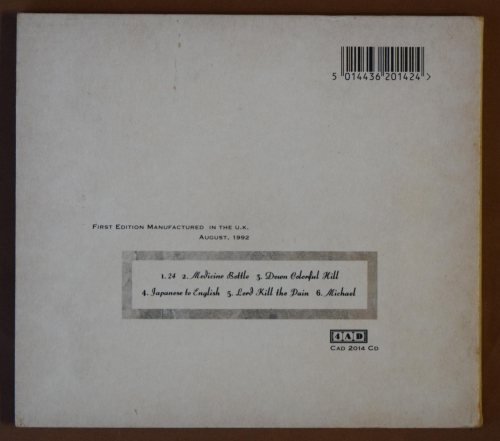 5 014436 201424 >
First Edition Manufactured in the U.K.
August, 1992
1. 24 2. Medicine Bottle 3. Down Colorful Hill
4. Japanese to English 5. Lord Kill the Pain 6. Michael
4AD
Cad 2014 Cd